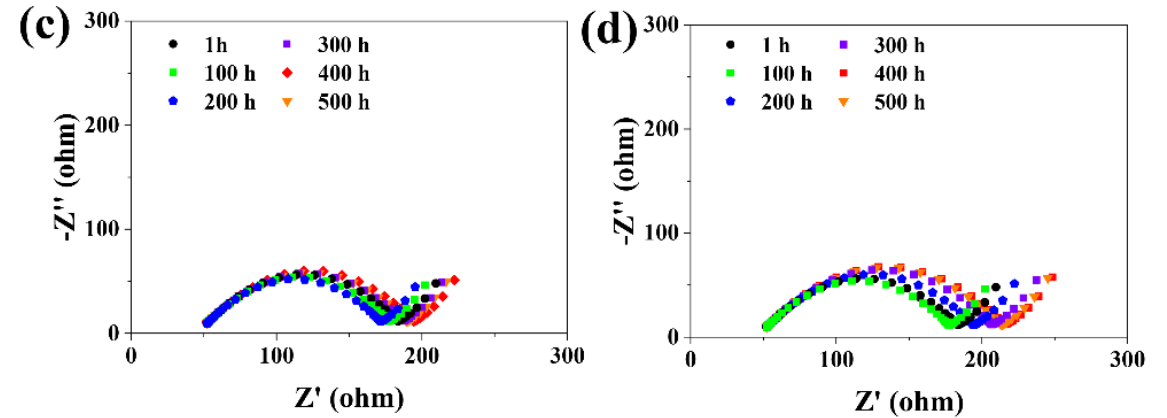 (c)
300
200
100
0
-Z'' (ohm)
1h
100 h
200 h
300 h
400 h
500 h
0 100 200 300
Z' (ohm)
(d)
300
200
100
0
-Z'' (ohm)
1 h
100 h
200 h
300 h
400 h
500 h
0 100 200 300
Z' (ohm)